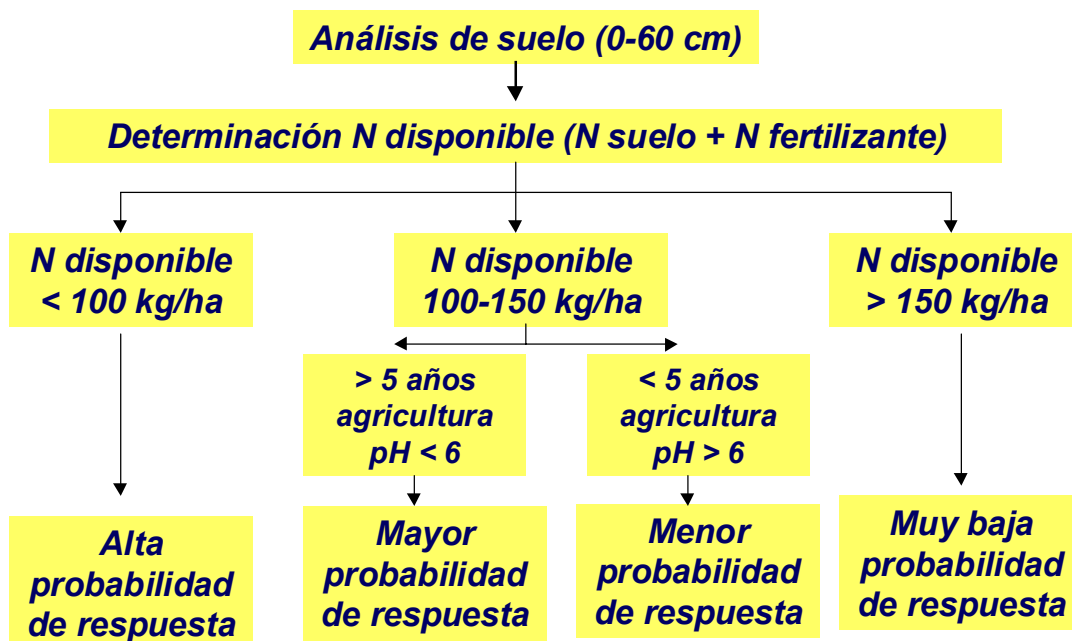 Análisis de suelo (0-60 cm)
Determinación N disponible (N suelo + N fertilizante)
N disponible
< 100 kg/ha
N disponible
100-150 kg/ha
N disponible
> 150 kg/ha
> 5 años
agricultura
pH < 6
< 5 años
agricultura
pH > 6
Alta
probabilidad
de respuesta
Mayor
probabilidad
de respuesta
Menor
probabilidad
de respuesta
Muy baja
probabilidad
de respuesta